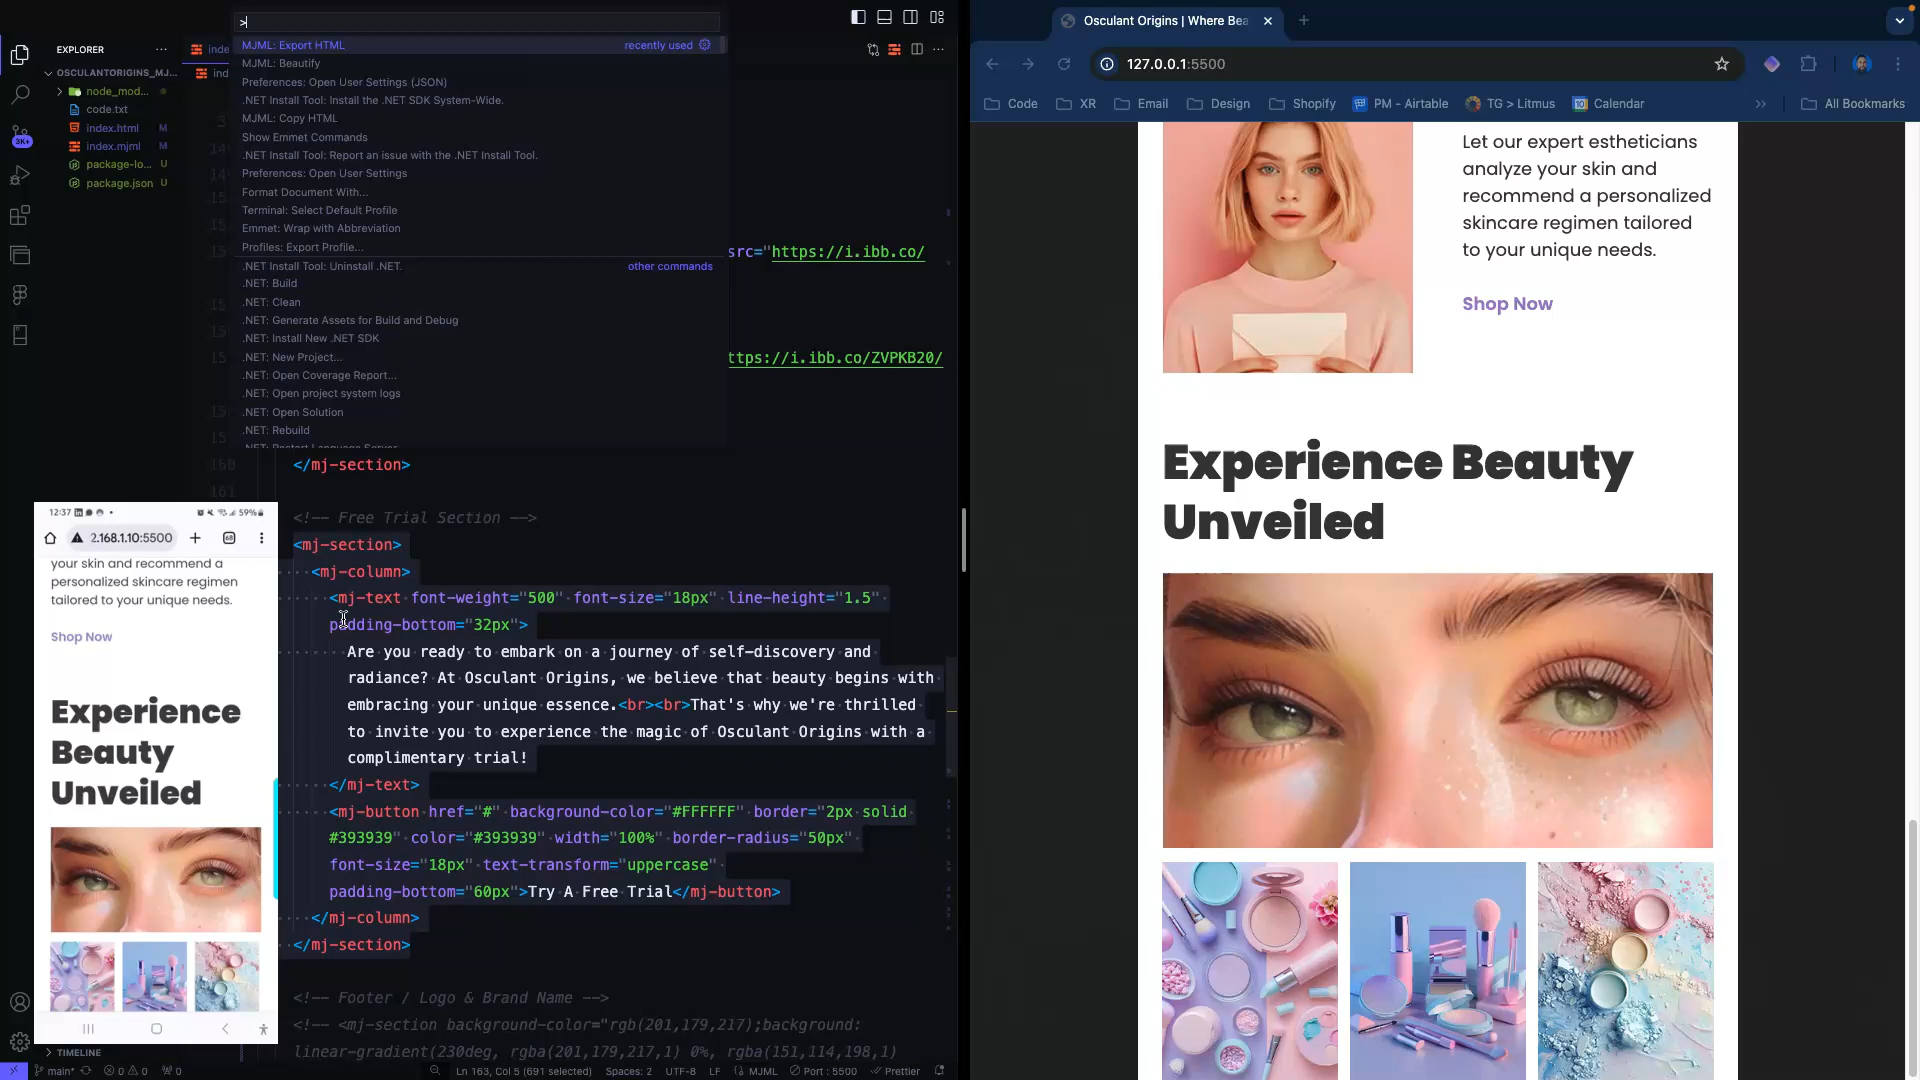 >
MJML: Export HTML
recently used
MJML: Beautify
Preferences: Open User Settings (JSON)
.NET Install Tool: Install the .NET SDK System-Wide.
MJML: Copy HTML
Show Emmet Commands
.NET Install Tool: Report an issue with the .NET Install Tool.
Preferences: Open User Settings
Format Document With...
Terminal: Select Default Profile
Emmet: Wrap with Abbreviation
Profiles: Export Profile...
.NET Install Tool: Uninstall .NET.
other commands
.NET: Build
.NET: Clean
.NET: Generate Assets for Build and Debug
.NET: Install New .NET SDK
.NET: New Project...
.NET: Open Coverage Report...
.NET: Open project system logs
.NET: Open Solution
.NET: Rebuild
EXPLORER
OSCULANTORIGINS_MJ...
node_mod...
code.txt
index.html M
index.mjml M
package-lo... U
package.json U
3K+
src="https://i.ibb.co/
ttps://i.ibb.co/ZVPKB20/
160
</mj-section>
161
<!-- Free Trial Section -->
<mj-section>
<mj-column>
<mj-text font-weight="500" font-size="18px" line-height="1.5"
padding-bottom="32px">
Are you ready to embark on a journey of self-discovery and
radiance? At Osculant Origins, we believe that beauty begins with
embracing your unique essence.<br><br>That's why we're thrilled
to invite you to experience the magic of Osculant Origins with a
complimentary trial!
</mj-text>
<mj-button href="#" background-color="#FFFFFF" border="2px solid
#393939" color="#393939" width="100%" border-radius="50px"
font-size="18px" text-transform="uppercase"
padding-bottom="60px">Try A Free Trial</mj-button>
</mj-column>
</mj-section>
<!-- Footer / Logo & Brand Name -->
<!-- <mj-section background-color="rgb(201,179,217);background:
linear-gradient(230deg, rgba(201,179,217,1) 0%, rgba(151,114,198,1)
12:37
59%
2.168.1.10:5500
68
your skin and recommend a
personalized skincare regimen
tailored to your unique needs.
Shop Now
Experience
Beauty
Unveiled
TIMELINE
main*
0 0
0
Ln 163, Col 5 (691 selected)
Spaces: 2
UTF-8
LF
MJML
Port : 5500
Prettier
Osculant Origins | Where Bea
127.0.0.1:5500
Code
XR
Email
Design
Shopify
PM - Airtable
TG > Litmus
Calendar
All Bookmarks
Let our expert estheticians
analyze your skin and
recommend a personalized
skincare regimen tailored
to your unique needs.
Shop Now
Experience Beauty
Unveiled